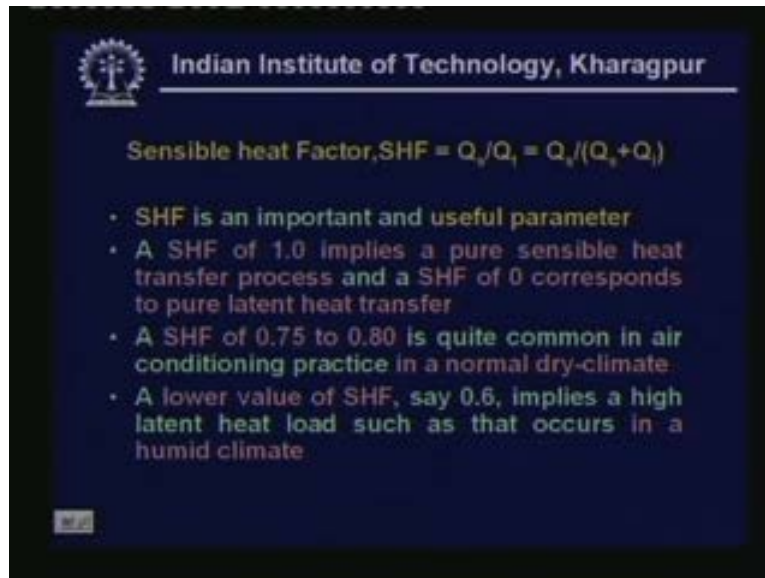 Indian Institute of Technology, Kharagpur
Sensible heat Factor,SHF = Qs/Qt = Qs/(Qs+Ql)
• SHF is an important and useful parameter
• A SHF of 1.0 implies a pure sensible heat
transfer process and a SHF of 0 corresponds
to pure latent heat transfer
• A SHF of 0.75 to 0.80 is quite common in air
conditioning practice in a normal dry-climate
• A lower value of SHF, say 0.6, implies a high
latent heat load such as that occurs in a
humid climate